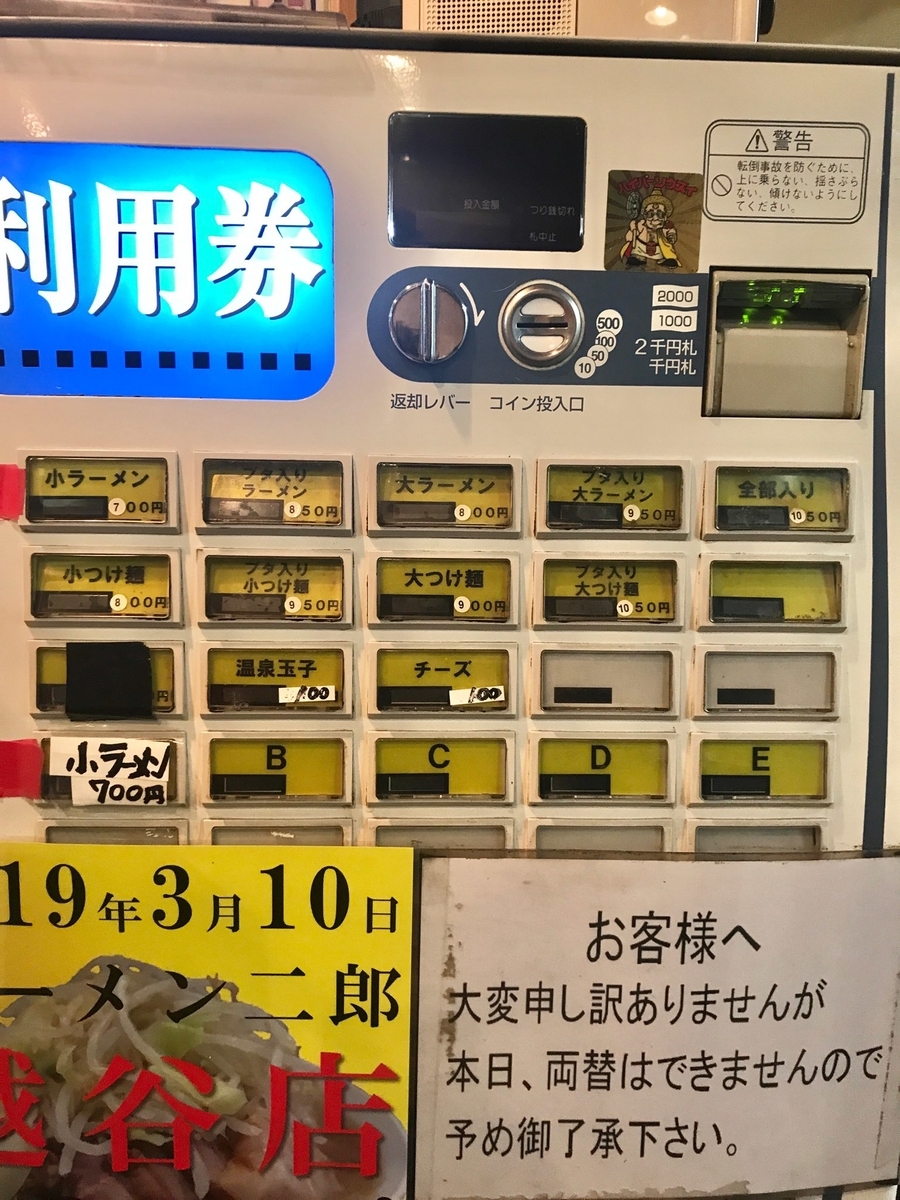 利用券
投入金額
つり銭切れ
札中止
警告
転倒事故を防ぐために、
上に乗らない、揺さぶら
ない、傾けないようにし
てください。
返却レバー
コイン投入口
500
100
50
10
2000
1000
2千円札
千円札
小ラーメン
700円
ブタ入り
ラーメン
850円
大ラーメン
800円
ブタ入り
大ラーメン
950円
全部入り
1050円
小つけ麺
800円
ブタ入り
小つけ麺
950円
大つけ麺
900円
ブタ入り
大つけ麺
1050円
円
温泉玉子
100
チーズ
100
小ラーメン
700円
B
C
D
E
19年3月10日
ーメン二郎
越谷店
お客様へ
大変申し訳ありませんが
本日、両替はできませんので
予め御了承下さい。